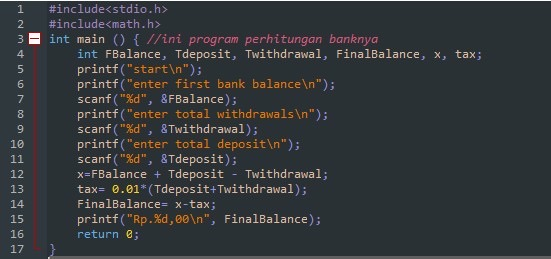 1 #include<stdio.h>
2 #include<math.h>
3 int main () { //ini program perhitungan banknya
4 int FBalance, Tdeposit, Twithdrawal, FinalBalance, x, tax;
5 printf("start\n");
6 printf("enter first bank balance\n");
7 scanf("%d", &FBalance);
8 printf("enter total withdrawals\n");
9 scanf("%d", &Twithdrawal);
10 printf("enter total deposit\n");
11 scanf("%d", &Tdeposit);
12 x=FBalance + Tdeposit - Twithdrawal;
13 tax= 0.01*(Tdeposit+Twithdrawal);
14 FinalBalance= x-tax;
15 printf("Rp.%d,00\n", FinalBalance);
16 return 0;
17 }